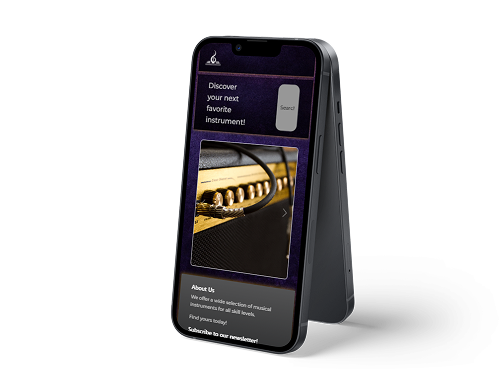 Discover
your next
favorite
instrument!
Search
About Us
We offer a wide selection of musical
instruments for all skill levels.
Find yours today!
Subscribe to our newsletter!